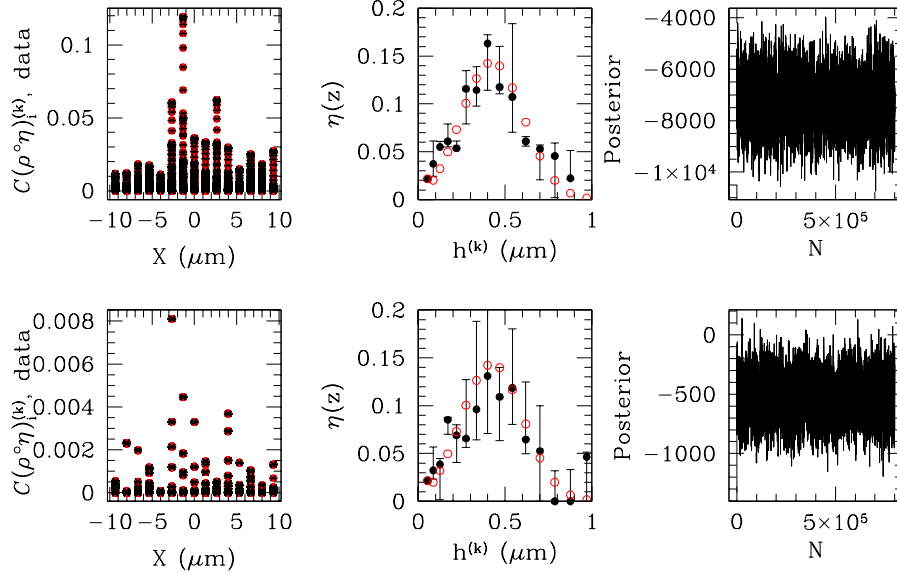 C(ρ°η)ᵢ⁽ᵏ⁾, data
0.1
0.05
0
−10 −5 0 5 10
X (μm)
η(z)
0.2
0.15
0.1
0.05
0
0 0.5 1
h⁽ᵏ⁾ (μm)
Posterior
−4000
−6000
−8000
−1×10⁴
0 5×10⁵
N
C(ρ°η)ᵢ⁽ᵏ⁾, data
0.008
0.006
0.004
0.002
0
−10 −5 0 5 10
X (μm)
η(z)
0.2
0.15
0.1
0.05
0
0 0.5 1
h⁽ᵏ⁾ (μm)
Posterior
0
−500
−1000
0 5×10⁵
N